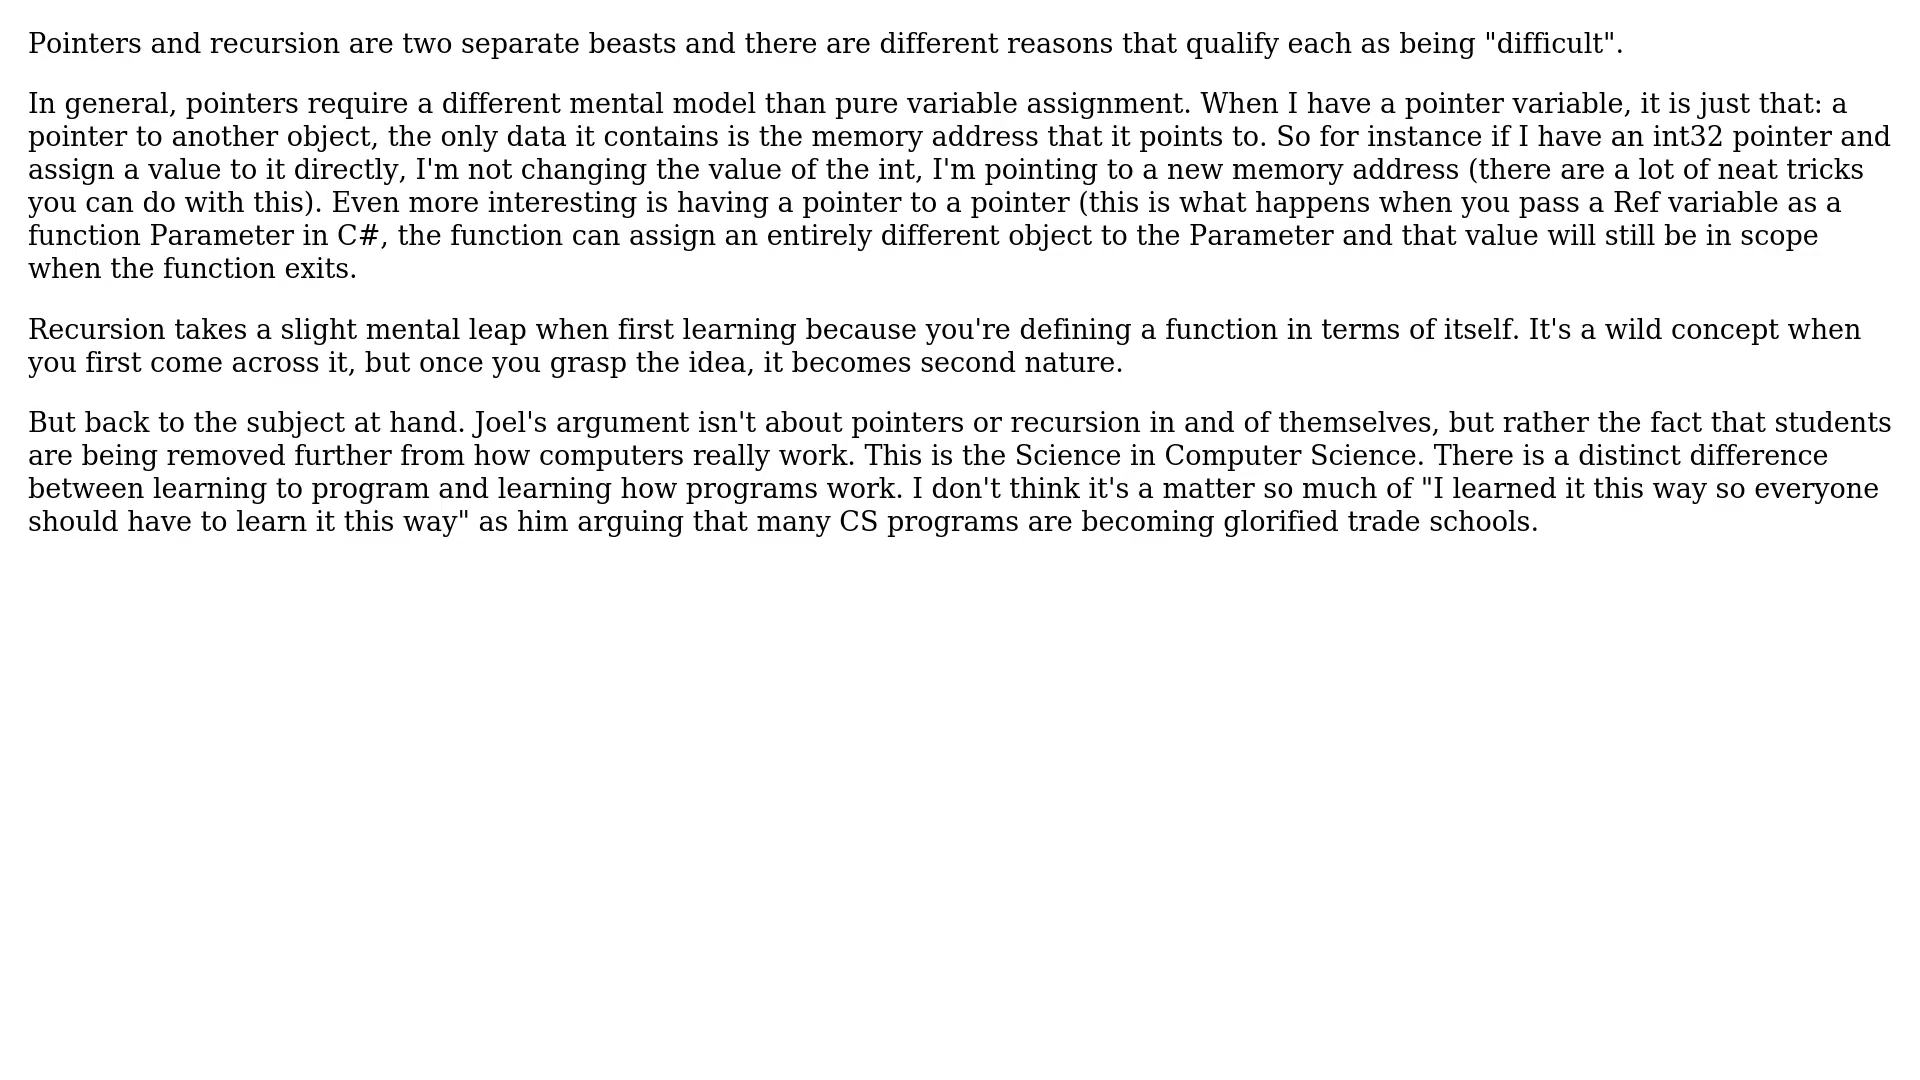 Pointers and recursion are two separate beasts and there are different reasons that qualify each as being "difficult".
In general, pointers require a different mental model than pure variable assignment. When I have a pointer variable, it is just that: a
pointer to another object, the only data it contains is the memory address that it points to. So for instance if I have an int32 pointer and
assign a value to it directly, I'm not changing the value of the int, I'm pointing to a new memory address (there are a lot of neat tricks
you can do with this). Even more interesting is having a pointer to a pointer (this is what happens when you pass a Ref variable as a
function Parameter in C#, the function can assign an entirely different object to the Parameter and that value will still be in scope
when the function exits.
Recursion takes a slight mental leap when first learning because you're defining a function in terms of itself. It's a wild concept when
you first come across it, but once you grasp the idea, it becomes second nature.
But back to the subject at hand. Joel's argument isn't about pointers or recursion in and of themselves, but rather the fact that students
are being removed further from how computers really work. This is the Science in Computer Science. There is a distinct difference
between learning to program and learning how programs work. I don't think it's a matter so much of "I learned it this way so everyone
should have to learn it this way" as him arguing that many CS programs are becoming glorified trade schools.